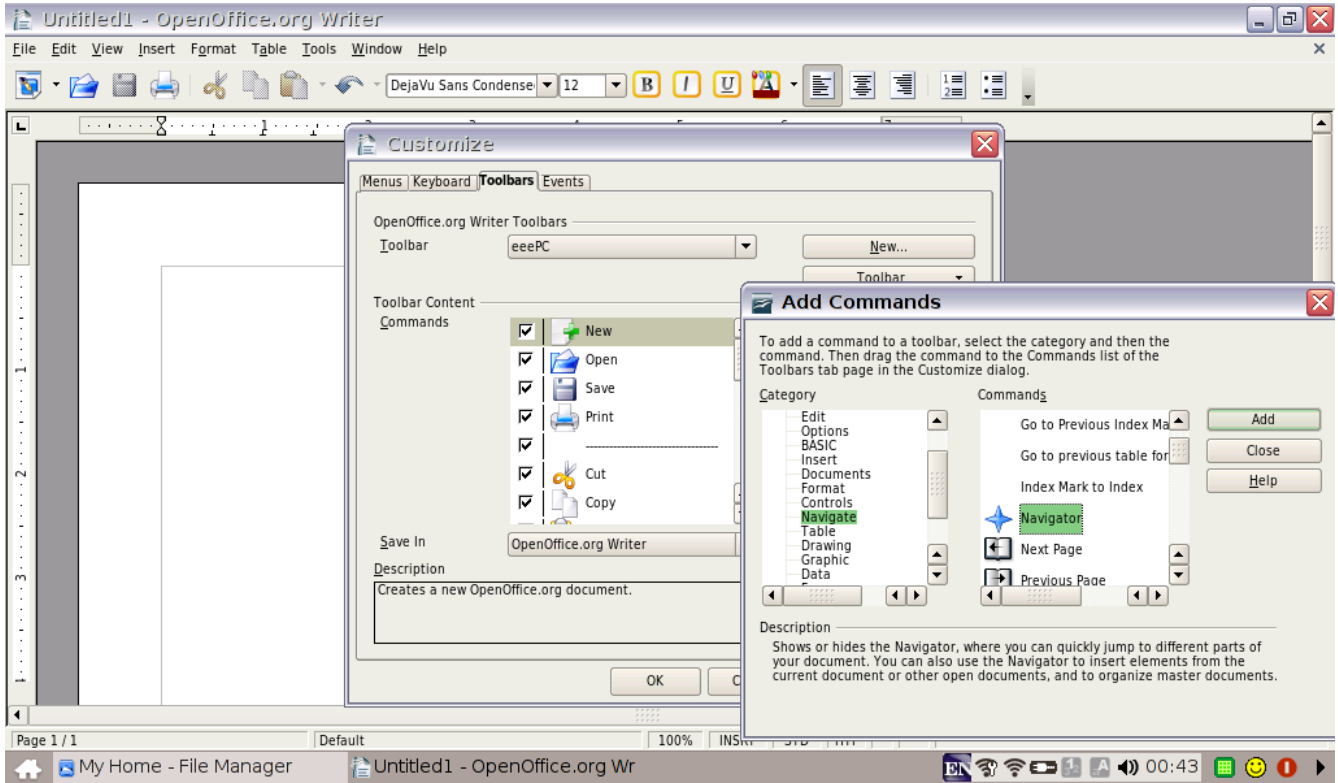 Untitled1 - OpenOffice.org Writer
File Edit View Insert Format Table Tools Window Help
DejaVu Sans Condense 12 B I U
Customize
Menus Keyboard Toolbars Events
OpenOffice.org Writer Toolbars
Toolbar eeePC New...
Toolbar
Toolbar Content
Commands
New
Open
Save
Print
Cut
Copy
Save In OpenOffice.org Writer
Description
Creates a new OpenOffice.org document.
OK C
Add Commands
To add a command to a toolbar, select the category and then the
command. Then drag the command to the Commands list of the
Toolbars tab page in the Customize dialog.
Category Commands
Edit
Options
BASIC
Insert
Documents
Format
Controls
Navigate
Table
Drawing
Graphic
Data
Go to Previous Index Ma
Go to previous table for
Index Mark to Index
Navigator
Next Page
Previous Page
Add
Close
Help
Description
Shows or hides the Navigator, where you can quickly jump to different parts of
your document. You can also use the Navigator to insert elements from the
current document or other open documents, and to organize master documents.
Page 1 / 1 Default 100%
My Home - File Manager Untitled1 - OpenOffice.org Wr EN 00:43